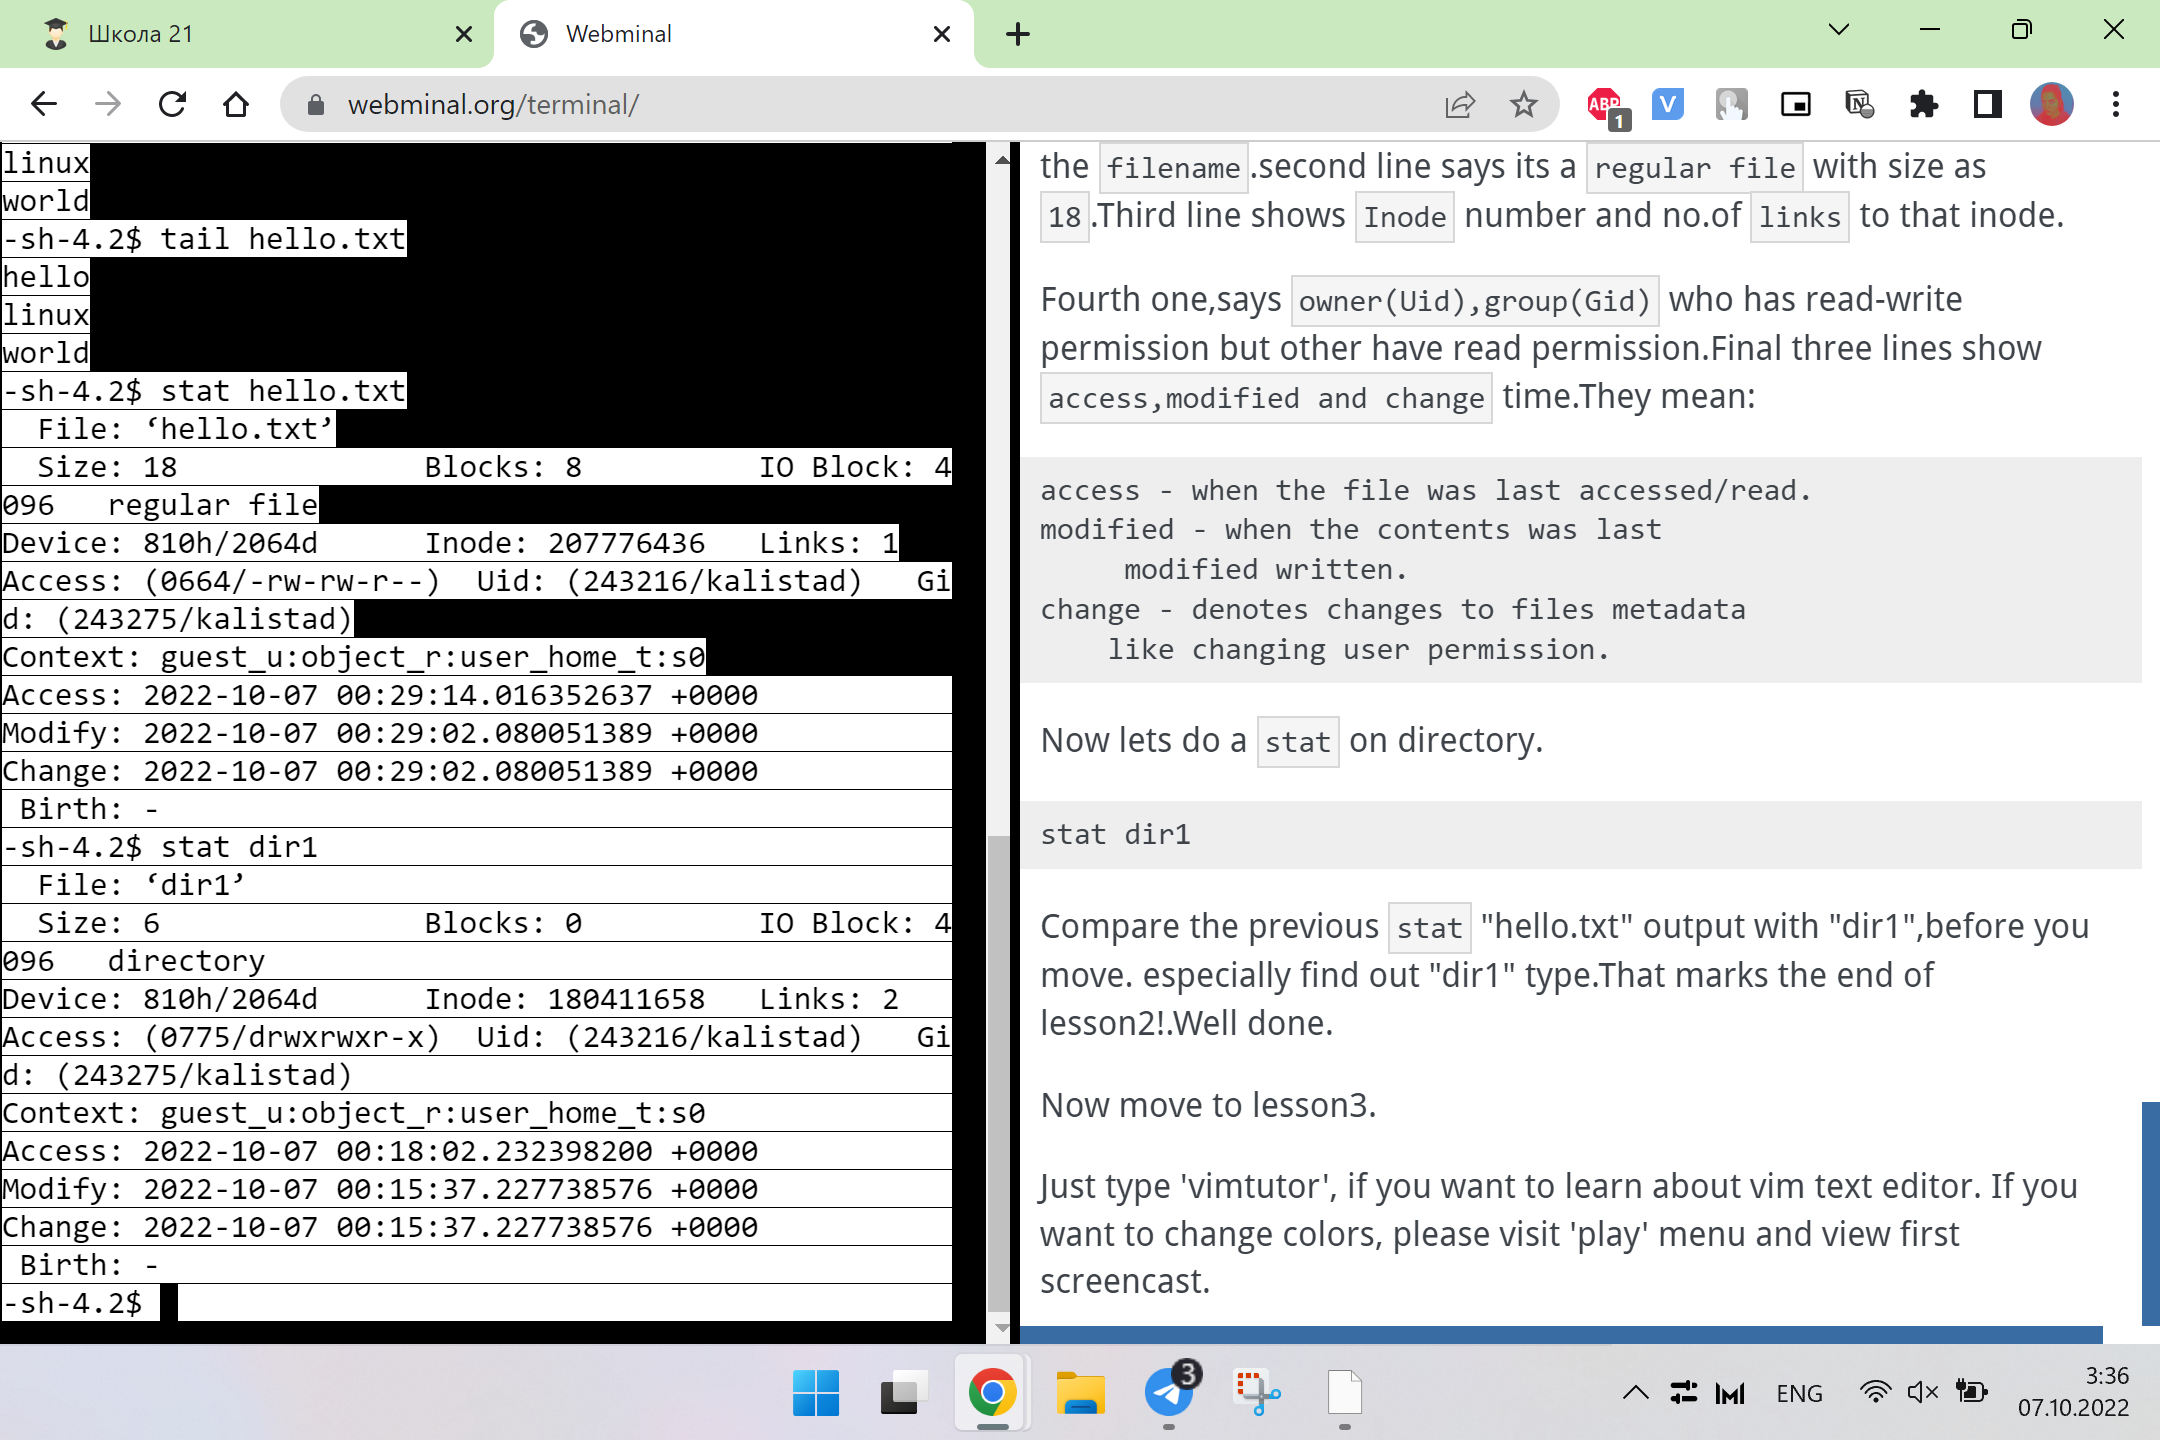 Школа 21
Webminal
webminal.org/terminal/
ABP
1
V
N
linux
world
-sh-4.2$ tail hello.txt
hello
linux
world
-sh-4.2$ stat hello.txt
  File: ‘hello.txt’
  Size: 18              Blocks: 8          IO Block: 4
096   regular file
Device: 810h/2064d      Inode: 207776436   Links: 1
Access: (0664/-rw-rw-r--)  Uid: (243216/kalistad)   Gi
d: (243275/kalistad)
Context: guest_u:object_r:user_home_t:s0
Access: 2022-10-07 00:29:14.016352637 +0000
Modify: 2022-10-07 00:29:02.080051389 +0000
Change: 2022-10-07 00:29:02.080051389 +0000
 Birth: -
-sh-4.2$ stat dir1
  File: ‘dir1’
  Size: 6               Blocks: 0          IO Block: 4
096   directory
Device: 810h/2064d      Inode: 180411658   Links: 2
Access: (0775/drwxrwxr-x)  Uid: (243216/kalistad)   Gi
d: (243275/kalistad)
Context: guest_u:object_r:user_home_t:s0
Access: 2022-10-07 00:18:02.232398200 +0000
Modify: 2022-10-07 00:15:37.227738576 +0000
Change: 2022-10-07 00:15:37.227738576 +0000
 Birth: -
-sh-4.2$
the filename.second line says its a regular file with size as
18.Third line shows Inode number and no.of links to that inode.
Fourth one,says owner(Uid),group(Gid) who has read-write
permission but other have read permission.Final three lines show
access,modified and change time.They mean:
access - when the file was last accessed/read.
modified - when the contents was last
     modified written.
change - denotes changes to files metadata
    like changing user permission.
Now lets do a stat on directory.
stat dir1
Compare the previous stat "hello.txt" output with "dir1",before you
move. especially find out "dir1" type.That marks the end of
lesson2!.Well done.
Now move to lesson3.
Just type 'vimtutor', if you want to learn about vim text editor. If you
want to change colors, please visit 'play' menu and view first
screencast.
3
ENG
3:36
07.10.2022